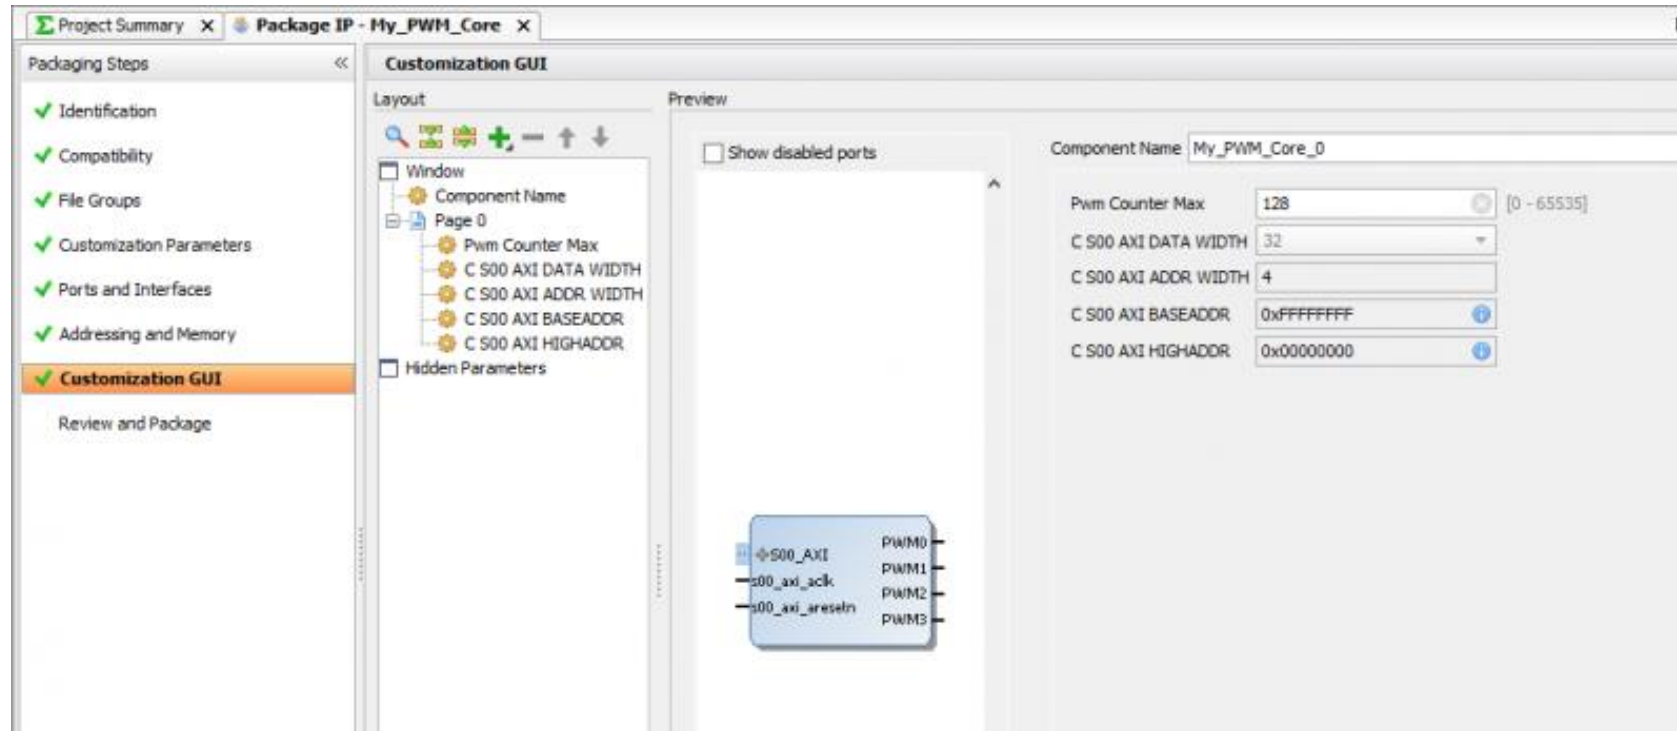 Project Summary X Package IP - My_PWM_Core X
Packaging Steps «
Identification
Compatibility
File Groups
Customization Parameters
Ports and Interfaces
Addressing and Memory
Customization GUI
Review and Package
Customization GUI
Layout
Window
Component Name
Page 0
Pwm Counter Max
C S00 AXI DATA WIDTH
C S00 AXI ADDR WIDTH
C S00 AXI BASEADDR
C S00 AXI HIGHADDR
Hidden Parameters
Preview
Show disabled ports
S00_AXI
s00_axi_aclk
s00_axi_aresetn
PWM0
PWM1
PWM2
PWM3
Component Name My_PWM_Core_0
Pwm Counter Max 128 [0 - 65535]
C S00 AXI DATA WIDTH 32
C S00 AXI ADDR WIDTH 4
C S00 AXI BASEADDR 0xFFFFFFFF
C S00 AXI HIGHADDR 0x00000000